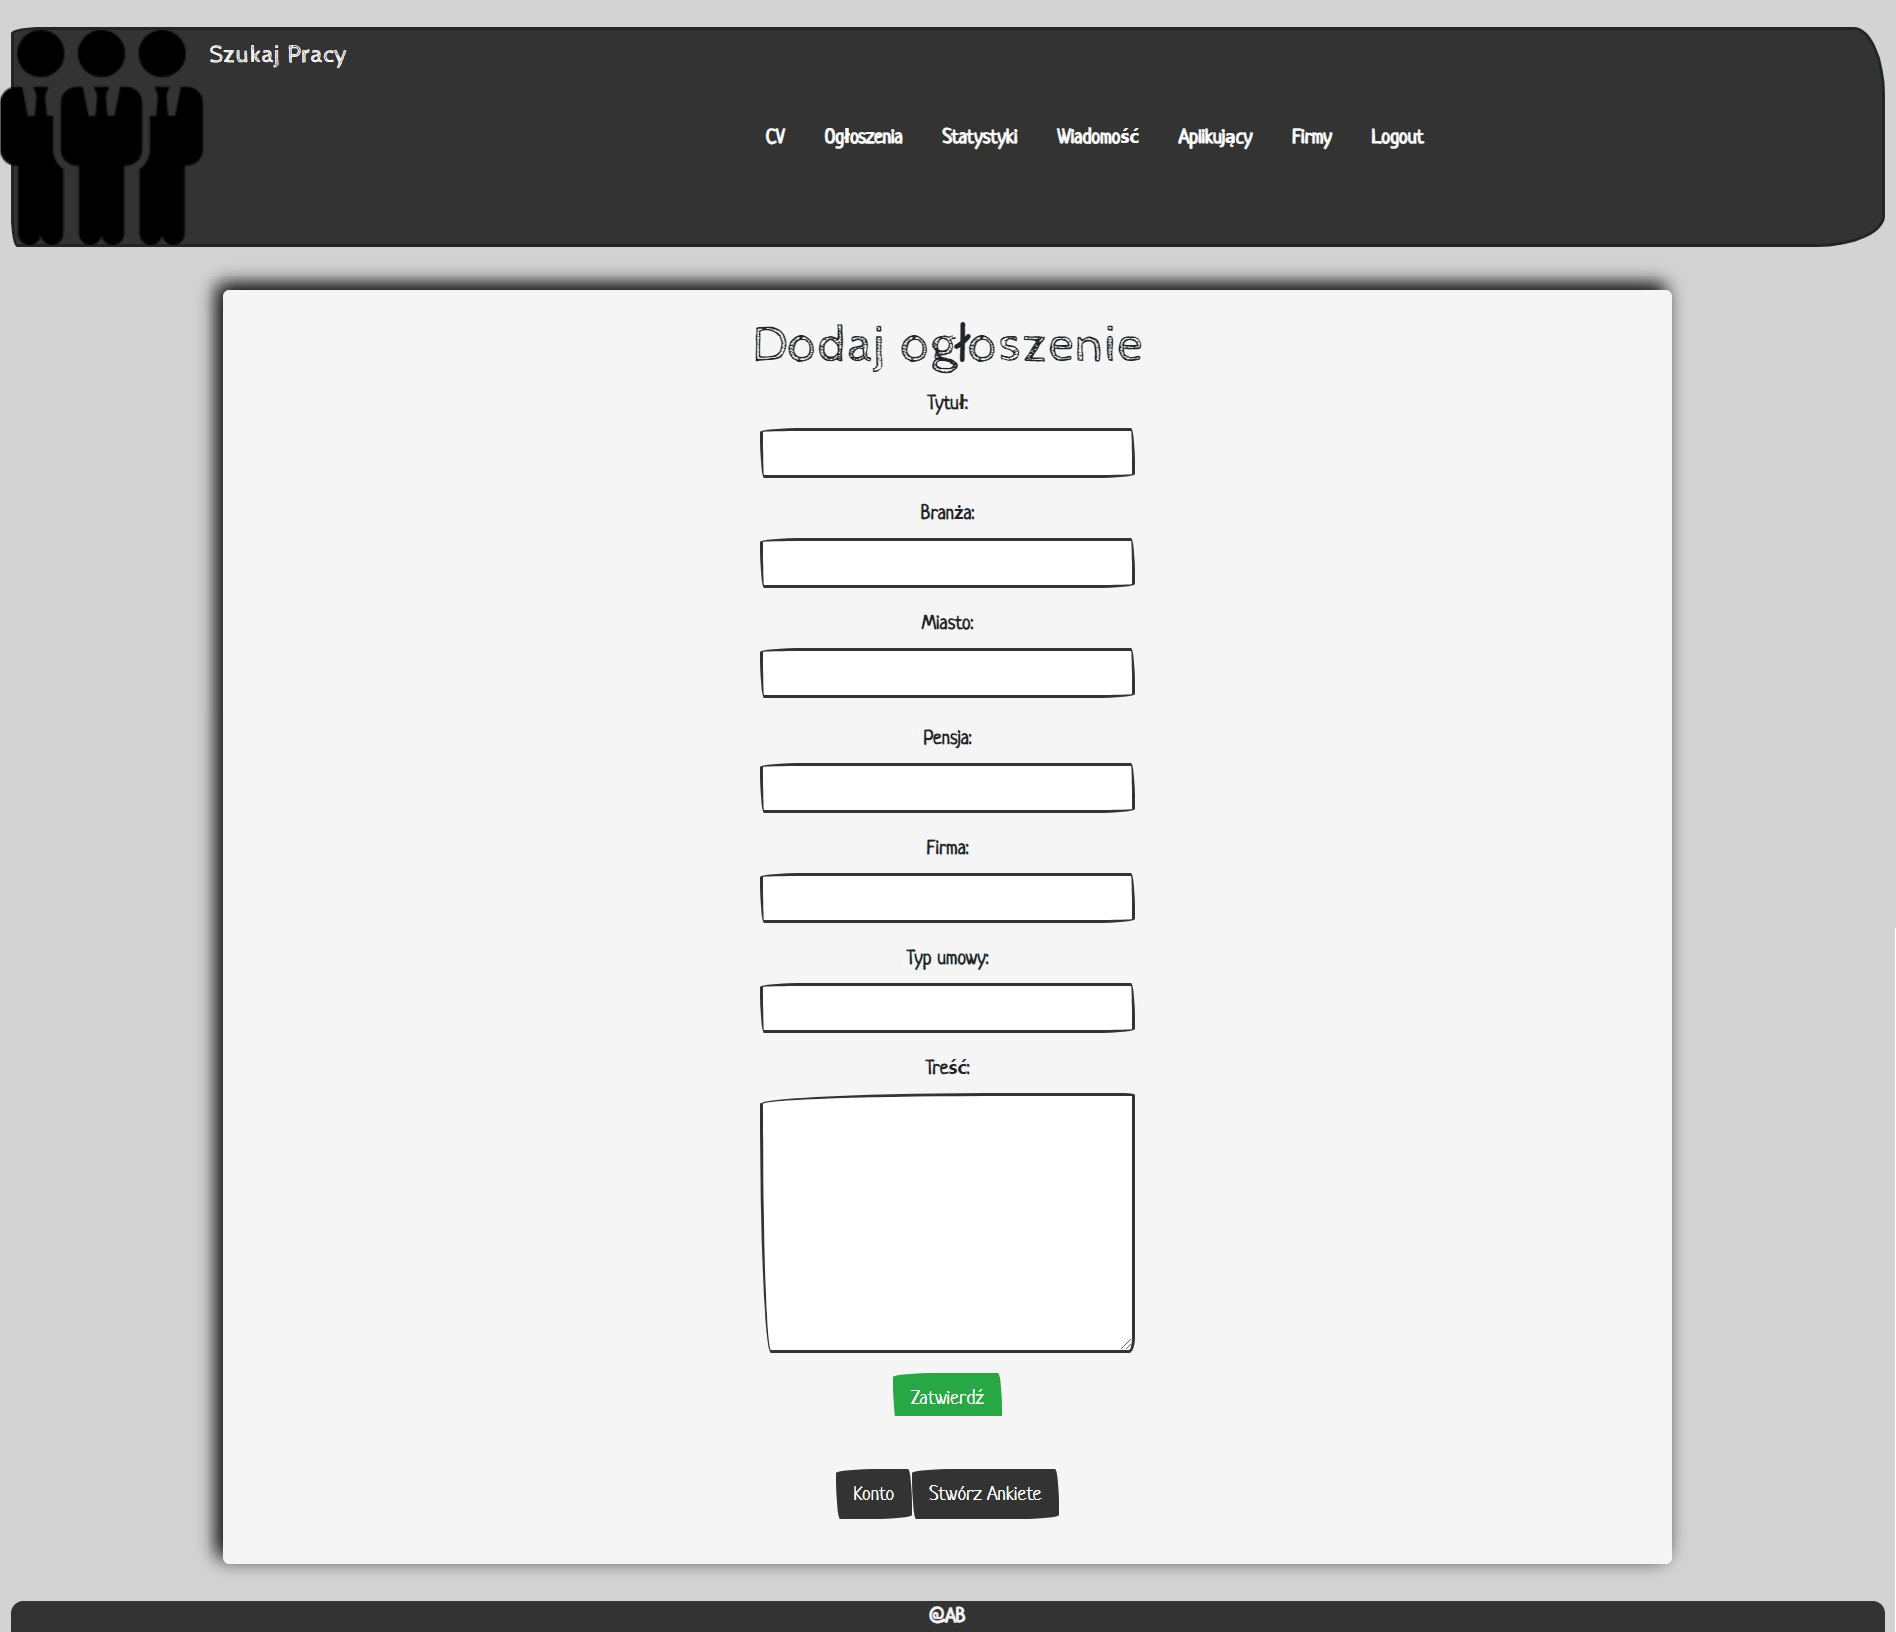 Szukaj Pracy
CV Ogłoszenia Statystyki Wiadomość Aplikujący Firmy Logout
Dodaj ogłoszenie
Tytuł:
Branża:
Miasto:
Pensja:
Firma:
Typ umowy:
Treść:
Zatwierdź
Konto Stwórz Ankiete
@AB